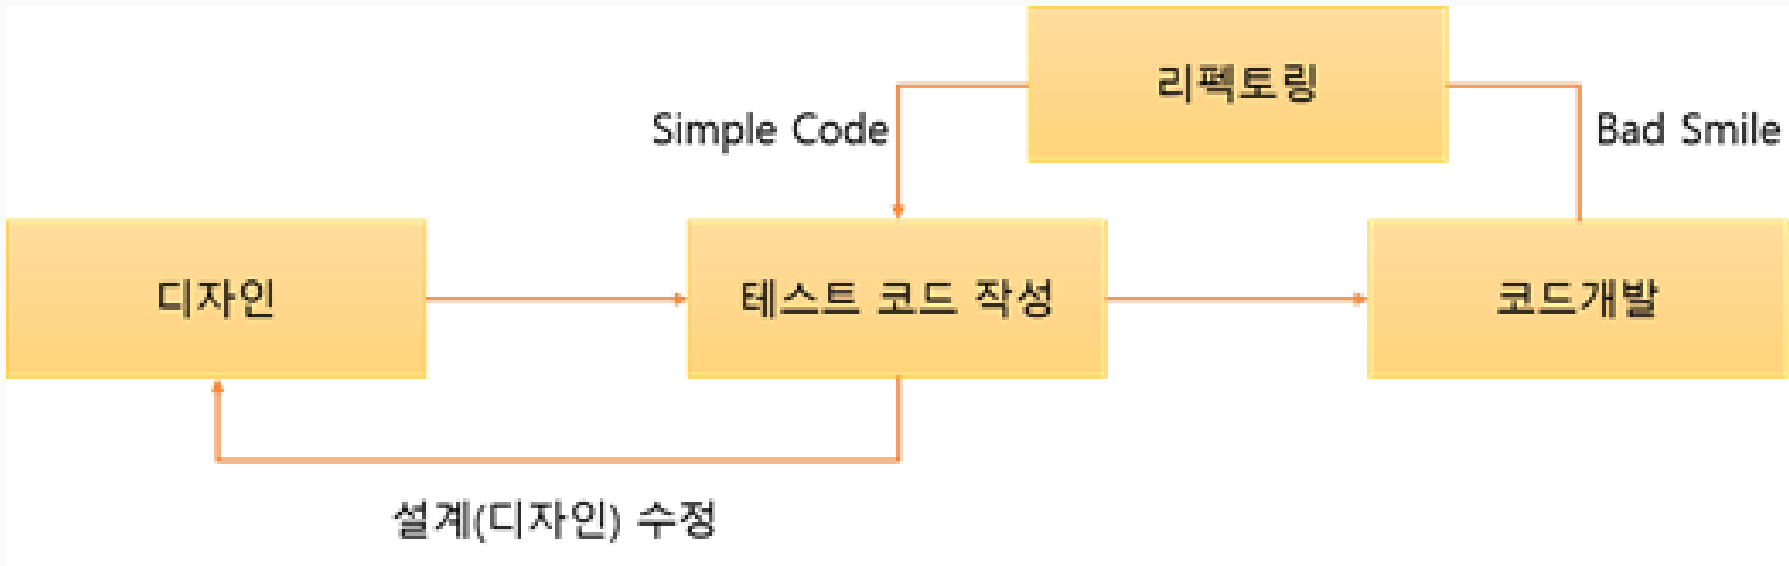 리펙토링
Simple Code
Bad Smile
디자인
테스트 코드 작성
코드개발
설계(디자인) 수정